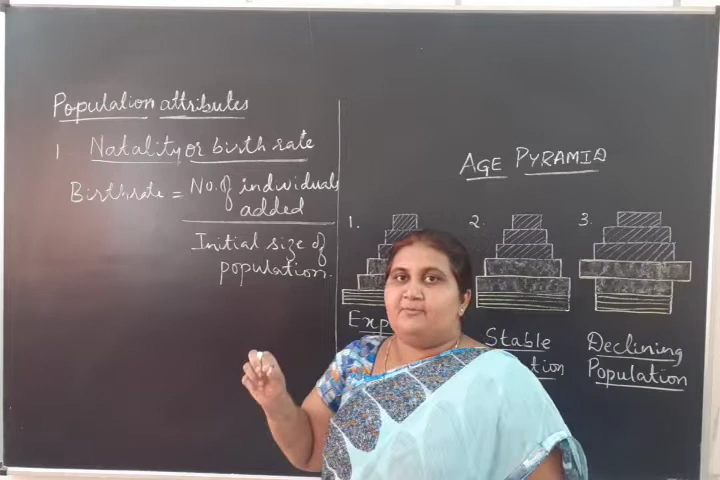 Population attributes
1 Natality or birth rate
Birthrate = No. of individuals
added
Initial size of
population.
AGE PYRAMID
1.
2.
3.
Stable
Declining
Population